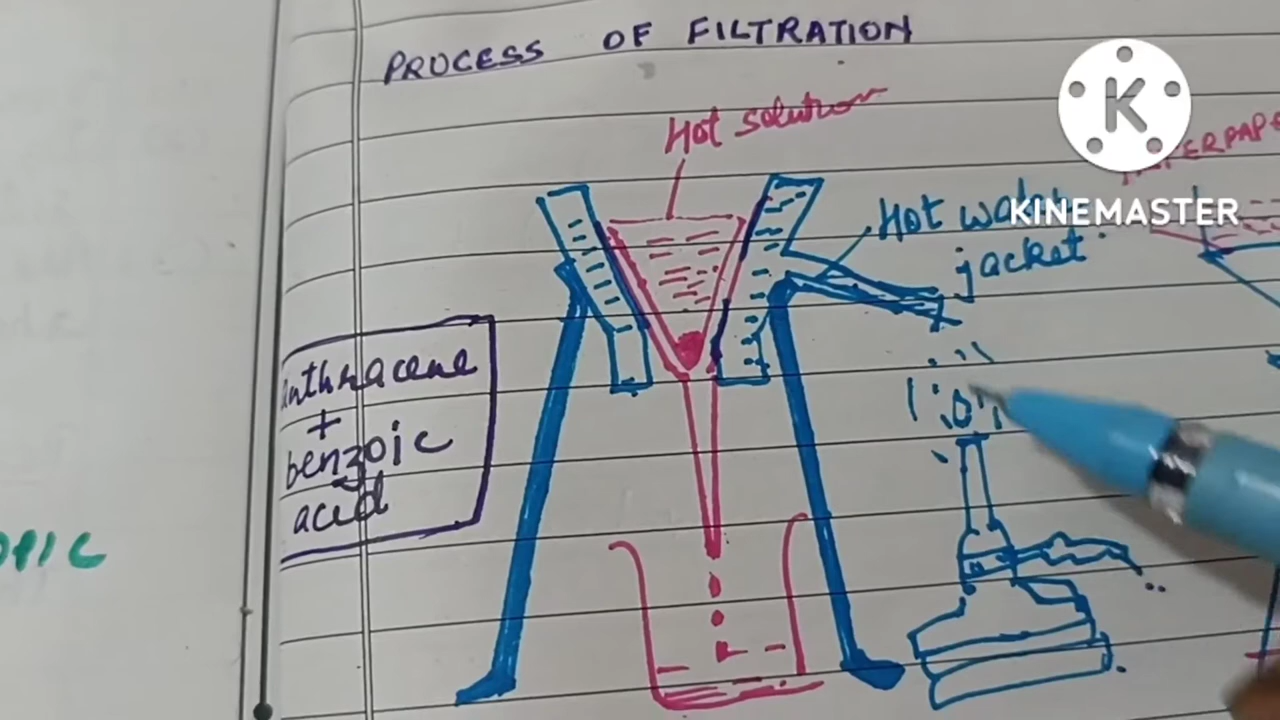 PROCESS OF FILTRATION
Hot solution
Hot water
jacket
anthracene
+
benzoic
acid
K
KINEMASTER